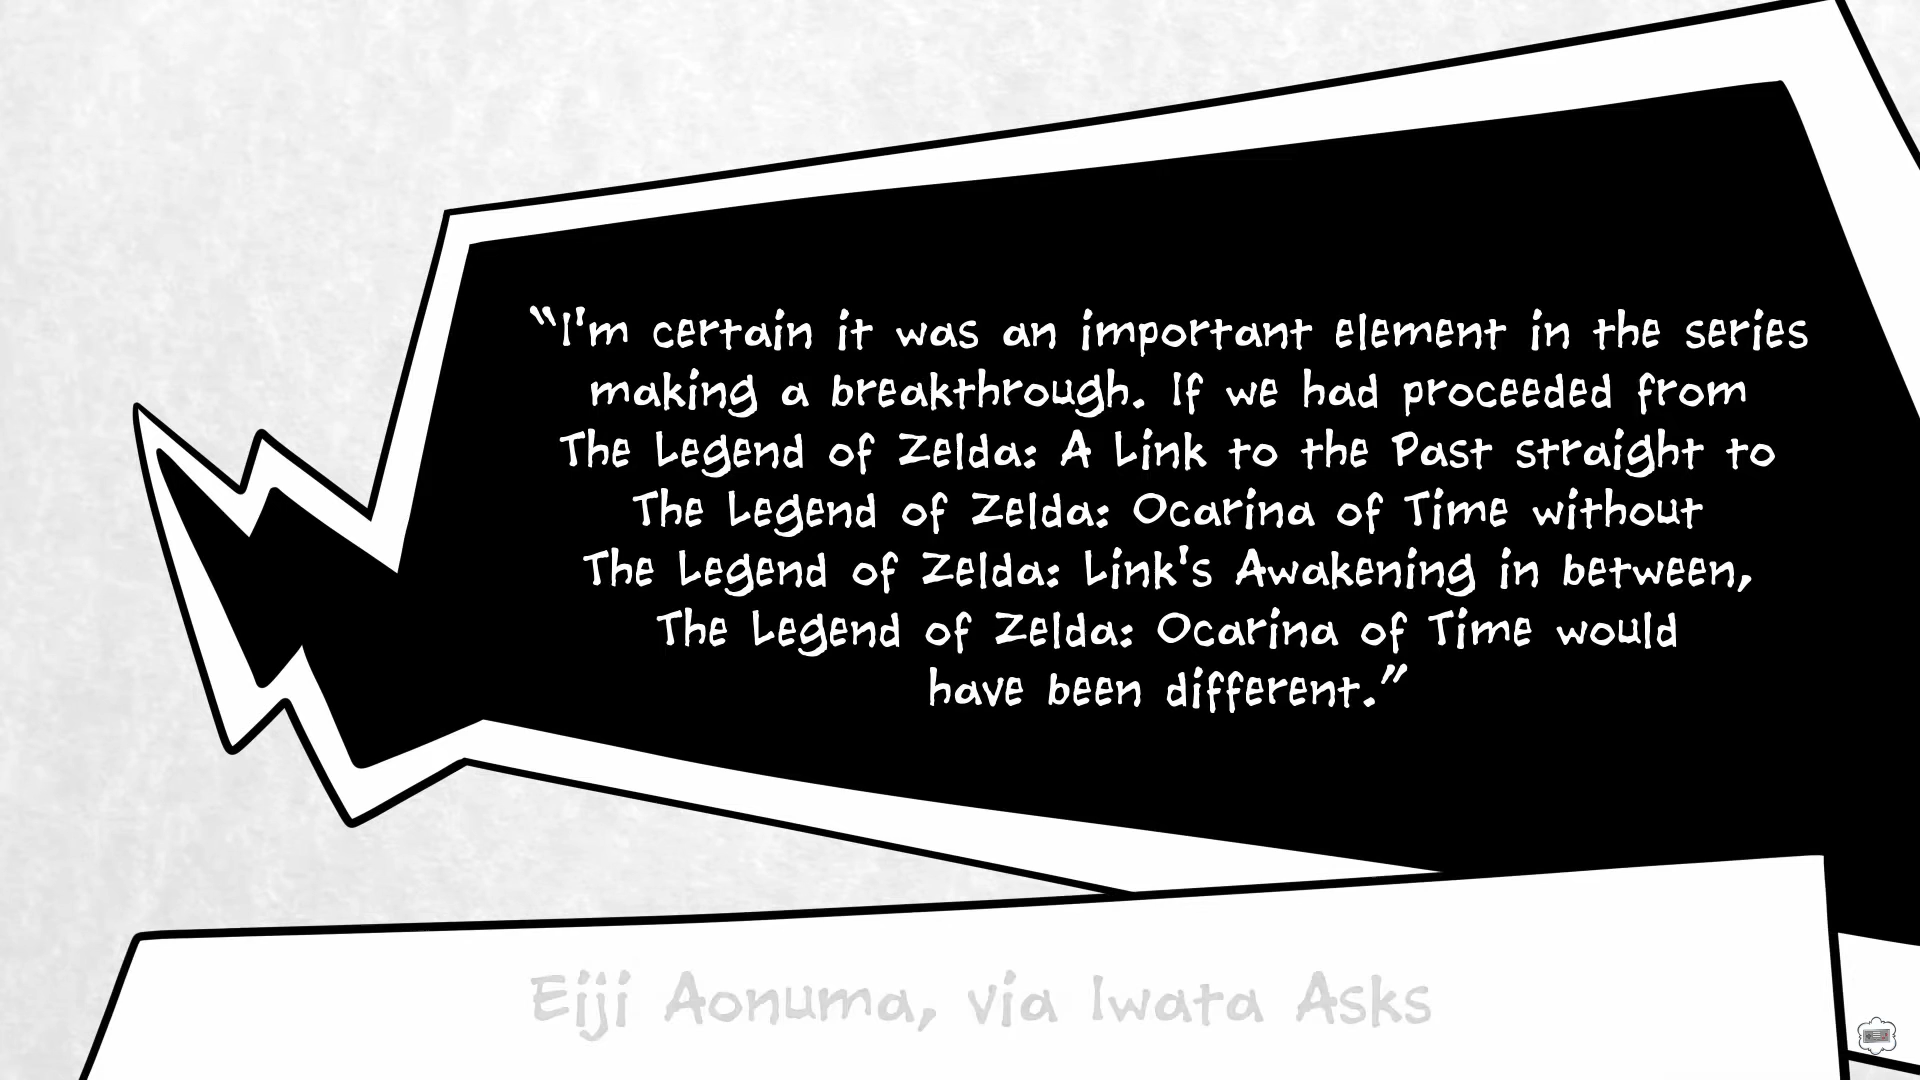 “I'm certain it was an important element in the series
making a breakthrough. If we had proceeded from
The Legend of Zelda: A Link to the Past straight to
The Legend of Zelda: Ocarina of Time without
The Legend of Zelda: Link's Awakening in between,
The Legend of Zelda: Ocarina of Time would
have been different.”
Eiji Aonuma, via Iwata Asks